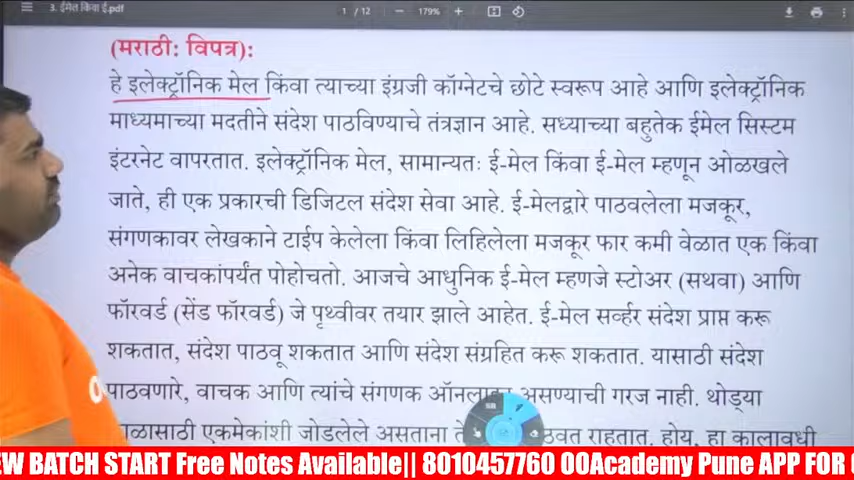 3. ईमेल किंवा ई.pdf
1 / 12
179%
(मराठी: विपत्र):
हे इलेक्ट्रॉनिक मेल किंवा त्याच्या इंग्रजी कॉग्नेटचे छोटे स्वरूप आहे आणि इलेक्ट्रॉनिक
माध्यमाच्या मदतीने संदेश पाठविण्याचे तंत्रज्ञान आहे. सध्याच्या बहुतेक ईमेल सिस्टम
इंटरनेट वापरतात. इलेक्ट्रॉनिक मेल, सामान्यतः ई-मेल किंवा ई-मेल म्हणून ओळखले
जाते, ही एक प्रकारची डिजिटल संदेश सेवा आहे. ई-मेलद्वारे पाठवलेला मजकूर,
संगणकावर लेखकाने टाईप केलेला किंवा लिहिलेला मजकूर फार कमी वेळात एक किंवा
अनेक वाचकांपर्यंत पोहोचतो. आजचे आधुनिक ई-मेल म्हणजे स्टोअर (सथवा) आणि
फॉरवर्ड (सेंड फॉरवर्ड) जे पृथ्वीवर तयार झाले आहेत. ई-मेल सर्व्हर संदेश प्राप्त करू
शकतात, संदेश पाठवू शकतात आणि संदेश संग्रहित करू शकतात. यासाठी संदेश
पाठवणारे, वाचक आणि त्यांचे संगणक असण्याची गरज नाही. थोड्या
एकमेकांशी जोडलेले असताना राहतात. होय, हा कालावधी
EW BATCH START Free Notes Available|| 8010457760 OOAcademy Pune APP FOR